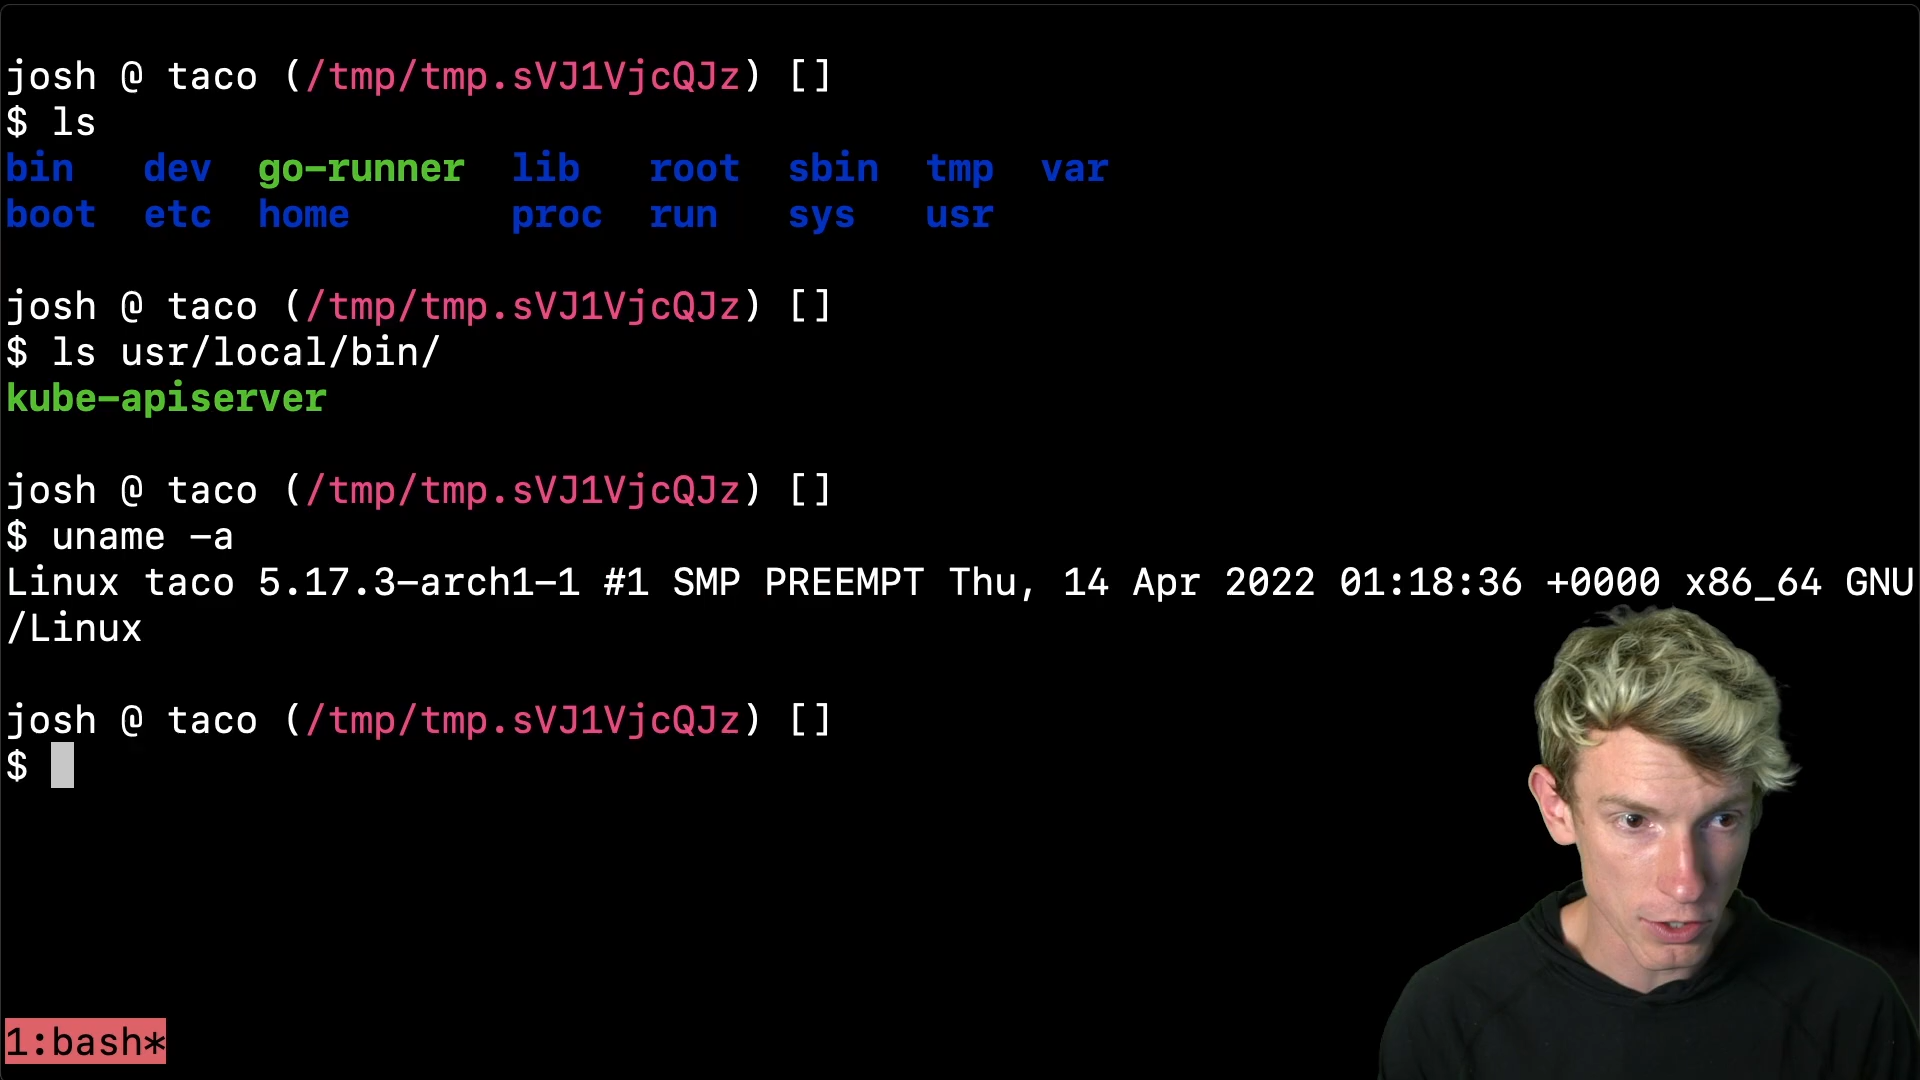 josh @ taco (/tmp/tmp.sVJ1VjcQJz) []
$ ls
bin dev go-runner lib root sbin tmp var
boot etc home proc run sys usr
josh @ taco (/tmp/tmp.sVJ1VjcQJz) []
$ ls usr/local/bin/
kube-apiserver
josh @ taco (/tmp/tmp.sVJ1VjcQJz) []
$ uname -a
Linux taco 5.17.3-arch1-1 #1 SMP PREEMPT Thu, 14 Apr 2022 01:18:36 +0000 x86_64 GNU
/Linux
josh @ taco (/tmp/tmp.sVJ1VjcQJz) []
$
1:bash*